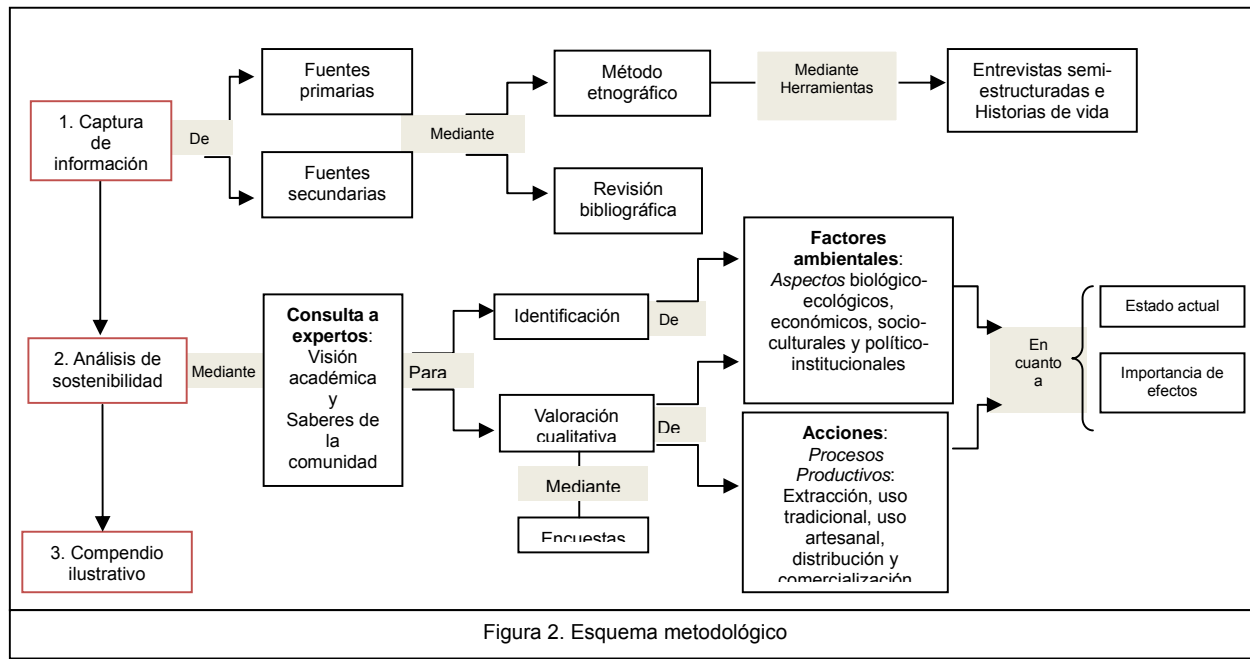 1. Captura
de
información
De
Fuentes
primarias
Fuentes
secundarias
Mediante
Método
etnográfico
Revisión
bibliográfica
Mediante
Herramientas
Entrevistas semi-
estructuradas e
Historias de vida
2. Análisis de
sostenibilidad
Mediante
Consulta a
expertos:
Visión
académica
y
Saberes de
la
comunidad
Para
Identificación
De
Valoración
cualitativa
De
Mediante
Encuestas
Factores
ambientales:
Aspectos biológico-
ecológicos,
económicos, socio-
culturales y político-
institucionales
Acciones:
Procesos
Productivos:
Extracción, uso
tradicional, uso
artesanal,
distribución y
comercialización
En
cuanto
a
Estado actual
Importancia de
efectos
3. Compendio
ilustrativo
Figura 2. Esquema metodológico